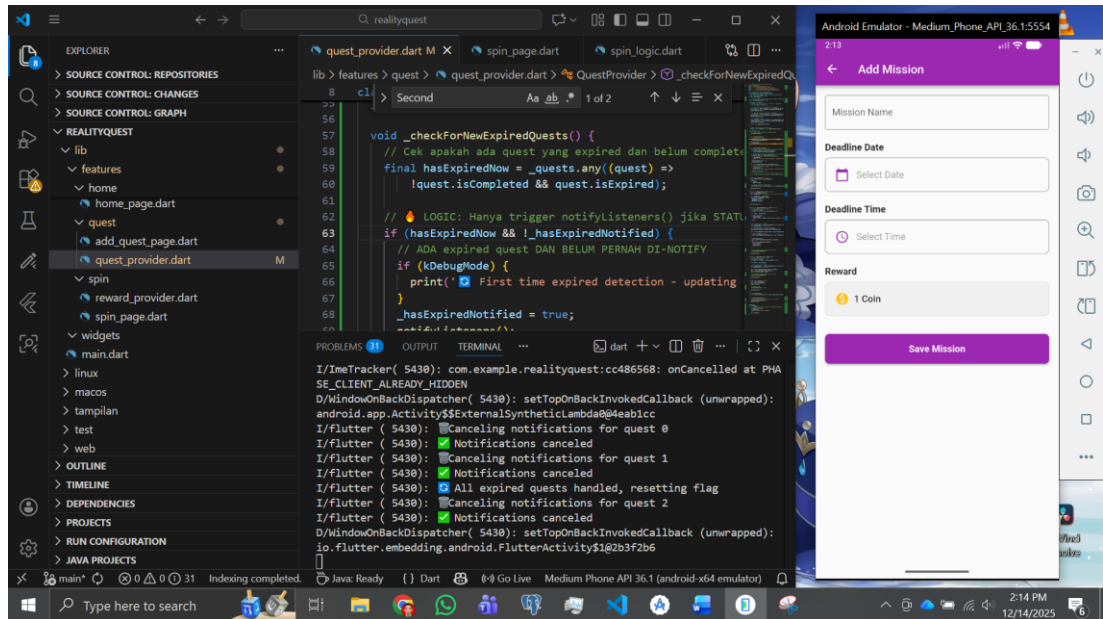 realityquest
EXPLORER
SOURCE CONTROL: REPOSITORIES
SOURCE CONTROL: CHANGES
SOURCE CONTROL: GRAPH
REALITYQUEST
lib
features
home
home_page.dart
quest
add_quest_page.dart
quest_provider.dart M
spin
reward_provider.dart
spin_page.dart
widgets
main.dart
linux
macos
tampilan
test
web
OUTLINE
TIMELINE
DEPENDENCIES
PROJECTS
RUN CONFIGURATION
JAVA PROJECTS
quest_provider.dart M
spin_page.dart
spin_logic.dart
lib > features > quest > quest_provider.dart > QuestProvider > _checkForNewExpiredQu
Second Aa ab .* 1 of 2
8
55
56
57 void _checkForNewExpiredQuests() {
58 // Cek apakah ada quest yang expired dan belum complete
59 final hasExpiredNow = _quests.any((quest) =>
60 !quest.isCompleted && quest.isExpired);
61
62 // 🔥 LOGIC: Hanya trigger notifyListeners() jika STATU
63 if (hasExpiredNow && !_hasExpiredNotified) {
64 // ADA expired quest DAN BELUM PERNAH DI-NOTIFY
65 if (kDebugMode) {
66 print('🔄 First time expired detection - updating
67 }
68 _hasExpiredNotified = true;
69 notifyListeners();
PROBLEMS 31 OUTPUT TERMINAL ··· dart
I/ImeTracker( 5430): com.example.realityquest:cc486568: onCancelled at PHA
SE_CLIENT_ALREADY_HIDDEN
D/WindowOnBackDispatcher( 5430): setTopOnBackInvokedCallback (unwrapped):
android.app.Activity$$ExternalSyntheticLambda0@4eab1cc
I/flutter ( 5430): 🗑️Canceling notifications for quest 0
I/flutter ( 5430): ✅ Notifications canceled
I/flutter ( 5430): 🗑️Canceling notifications for quest 1
I/flutter ( 5430): ✅ Notifications canceled
I/flutter ( 5430): 🔄 All expired quests handled, resetting flag
I/flutter ( 5430): 🗑️Canceling notifications for quest 2
I/flutter ( 5430): ✅ Notifications canceled
D/WindowOnBackDispatcher( 5430): setTopOnBackInvokedCallback (unwrapped):
io.flutter.embedding.android.FlutterActivity$1@2b3f2b6
main* 0 0 31 Indexing completed. Java: Ready {} Dart Go Live Medium Phone API 36.1 (android-x64 emulator)
Android Emulator - Medium_Phone_API_36.1:5554
2:13
Add Mission
Mission Name
Deadline Date
Select Date
Deadline Time
Select Time
Reward
1 Coin
Save Mission
Type here to search
2:14 PM
12/14/2025
6